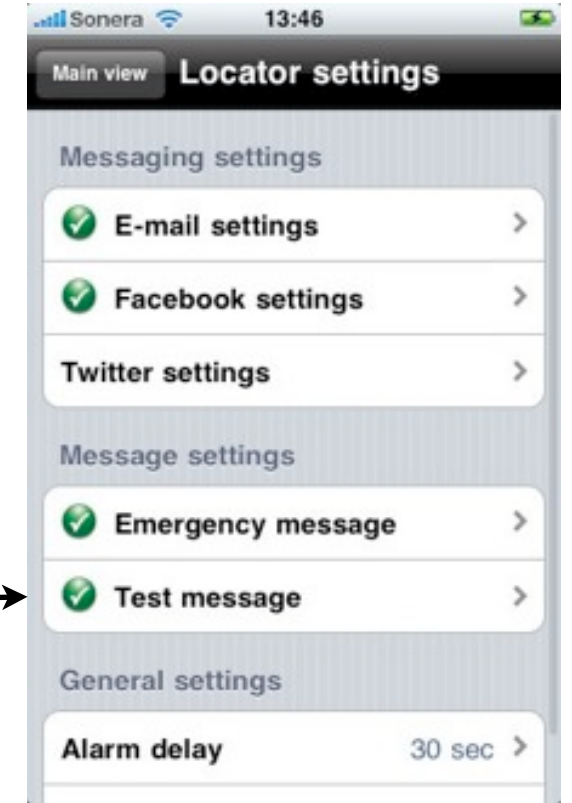 Sonera 13:46
Main view Locator settings
Messaging settings
E-mail settings
Facebook settings
Twitter settings
Message settings
Emergency message
Test message
General settings
Alarm delay 30 sec